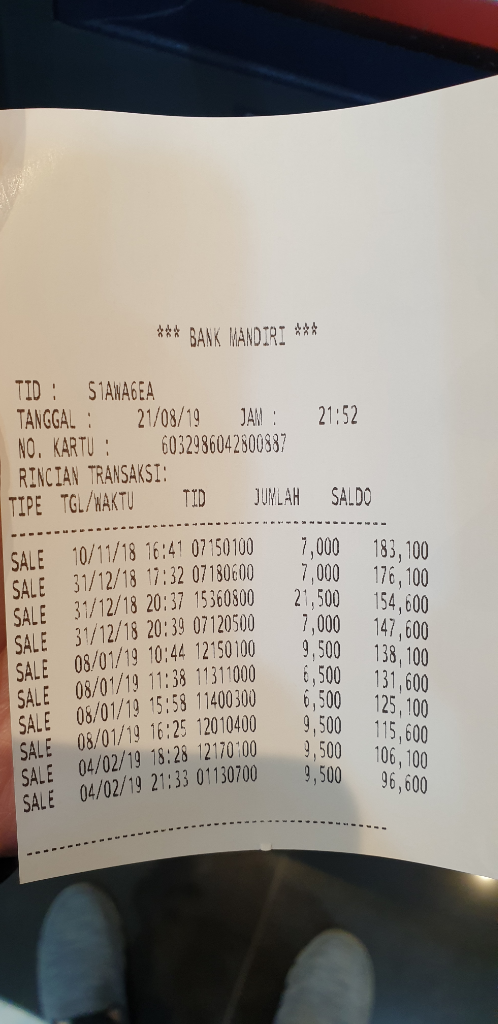 *** BANK MANDIRI ***
TID : S1AWA6EA
TANGGAL : 21/08/19 JAM : 21:52
NO. KARTU : 6032986042800887
RINCIAN TRANSAKSI:
TIPE TGL/WAKTU TID JUMLAH SALDO
SALE 10/11/18 16:41 07150100 7,000 183,100
SALE 31/12/18 17:32 07180600 7,000 176,100
SALE 31/12/18 20:37 15360800 21,500 154,600
SALE 31/12/18 20:39 07120500 7,000 147,600
SALE 08/01/19 10:44 12150100 9,500 138,100
SALE 08/01/19 11:38 11311000 6,500 131,600
SALE 08/01/19 15:58 11400300 6,500 125,100
SALE 08/01/19 16:25 12010400 9,500 115,600
SALE 04/02/19 18:28 12170100 9,500 106,100
SALE 04/02/19 21:33 01130700 9,500 96,600